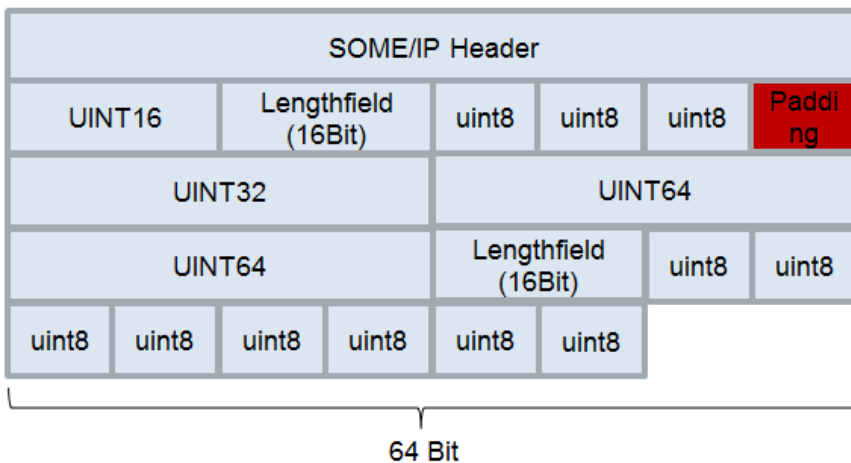 SOME/IP Header
UINT16 Lengthfield uint8 uint8 uint8 Paddi
(16Bit) ng
UINT32 UINT64
UINT64 Lengthfield uint8 uint8
(16Bit)
uint8 uint8 uint8 uint8 uint8 uint8
64 Bit